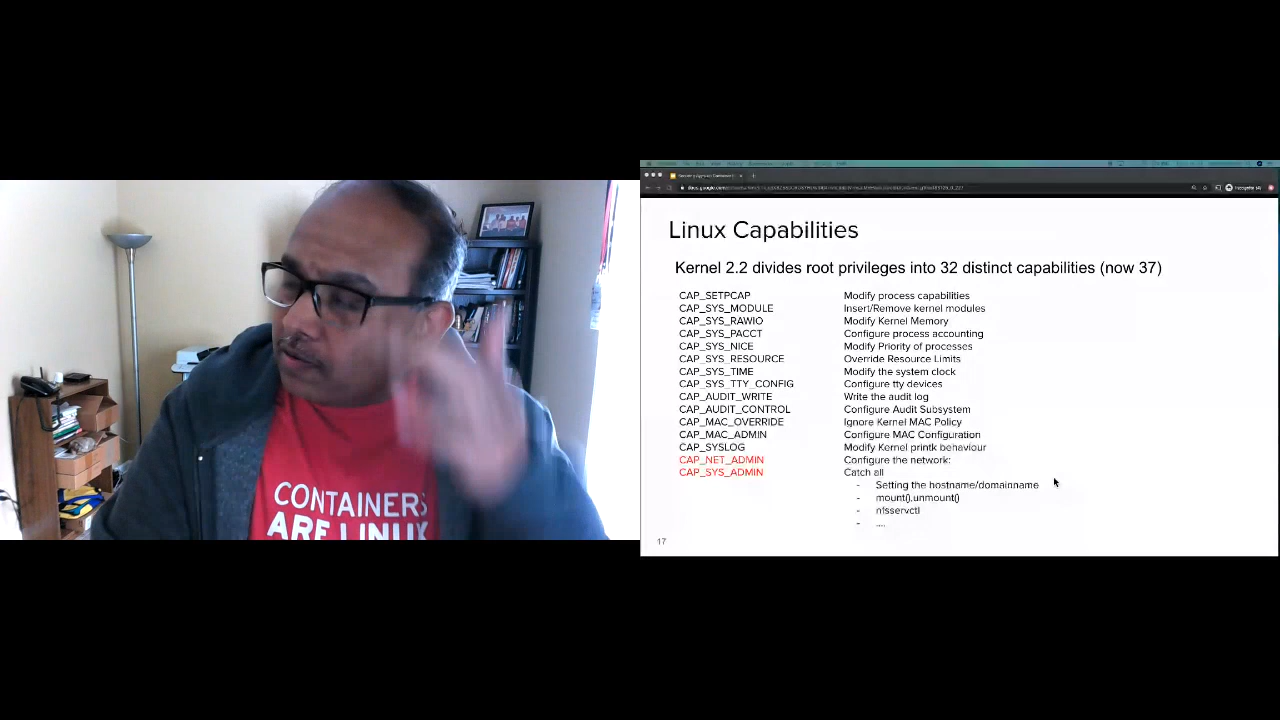 CONTAINERS
ARE LINUX
Linux Capabilities
Kernel 2.2 divides root privileges into 32 distinct capabilities (now 37)
CAP_SETPCAP Modify process capabilities
CAP_SYS_MODULE Insert/Remove kernel modules
CAP_SYS_RAWIO Modify Kernel Memory
CAP_SYS_PACCT Configure process accounting
CAP_SYS_NICE Modify Priority of processes
CAP_SYS_RESOURCE Override Resource Limits
CAP_SYS_TIME Modify the system clock
CAP_SYS_TTY_CONFIG Configure tty devices
CAP_AUDIT_WRITE Write the audit log
CAP_AUDIT_CONTROL Configure Audit Subsystem
CAP_MAC_OVERRIDE Ignore Kernel MAC Policy
CAP_MAC_ADMIN Configure MAC Configuration
CAP_SYSLOG Modify Kernel printk behaviour
CAP_NET_ADMIN Configure the network:
CAP_SYS_ADMIN Catch all
- Setting the hostname/domainname
- mount(),unmount()
- nfsservctl
- ....
17